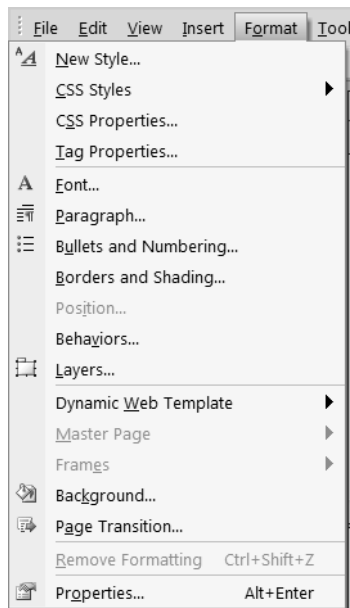 File Edit View Insert Format Tool
New Style...
CSS Styles
CSS Properties...
Tag Properties...
Font...
Paragraph...
Bullets and Numbering...
Borders and Shading...
Position...
Behaviors...
Layers...
Dynamic Web Template
Master Page
Frames
Background...
Page Transition...
Remove Formatting Ctrl+Shift+Z
Properties... Alt+Enter